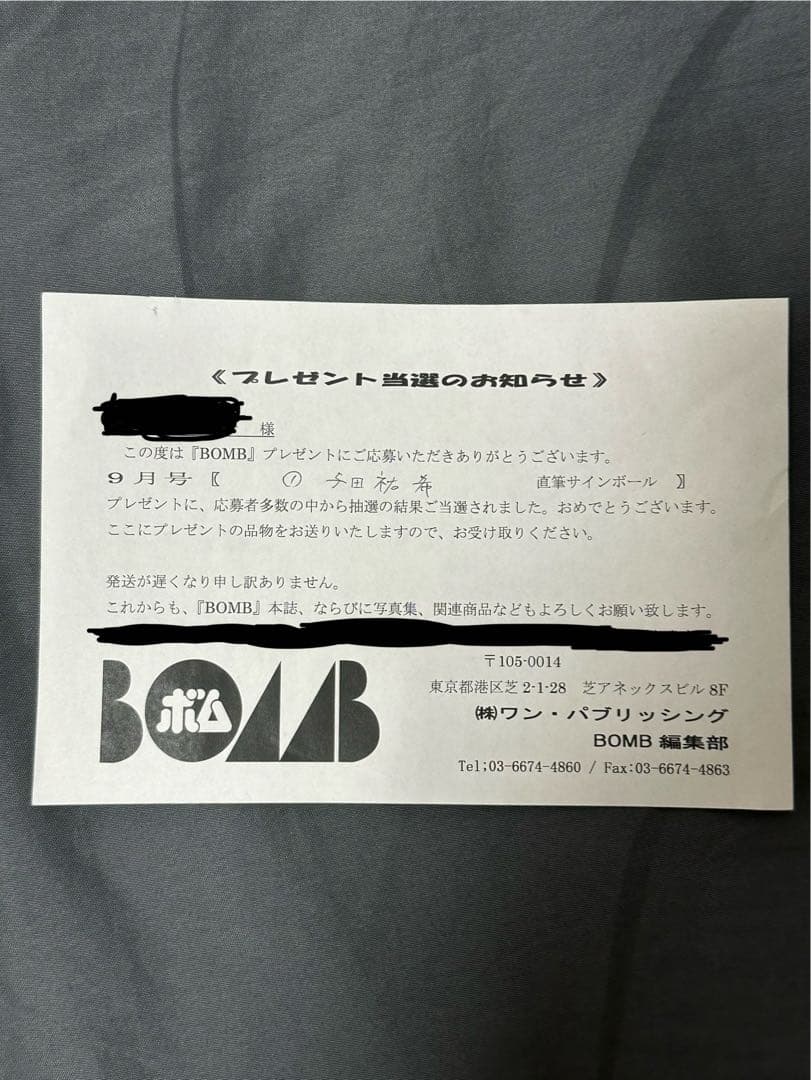 《プレゼント当選のお知らせ》
様
この度は『BOMB』プレゼントにご応募いただきありがとうございます。
9月号〖 ① 与田祐希 直筆サインボール 〗
プレゼントに、応募者多数の中から抽選の結果ご当選されました。おめでとうございます。
ここにプレゼントの品物をお送りいたしますので、お受け取りください。
発送が遅くなり申し訳ありません。
これからも、『BOMB』本誌、ならびに写真集、関連商品などもよろしくお願い致します。
BOMB
ボム
〒105-0014
東京都港区芝2-1-28 芝アネックスビル8F
㈱ワン・パブリッシング
BOMB編集部
Tel;03-6674-4860 / Fax:03-6674-4863